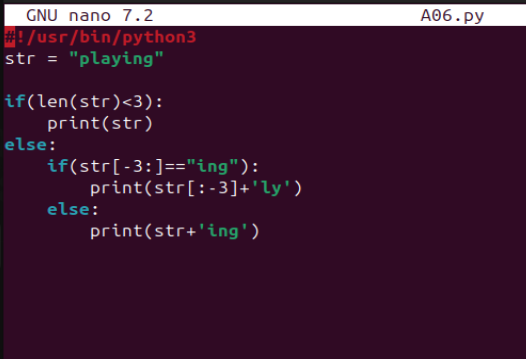 GNU nano 7.2 A06.py
#!/usr/bin/python3
str = "playing"
if(len(str)<3):
    print(str)
else:
    if(str[-3:]=="ing"):
        print(str[:-3]+'ly')
    else:
        print(str+'ing')